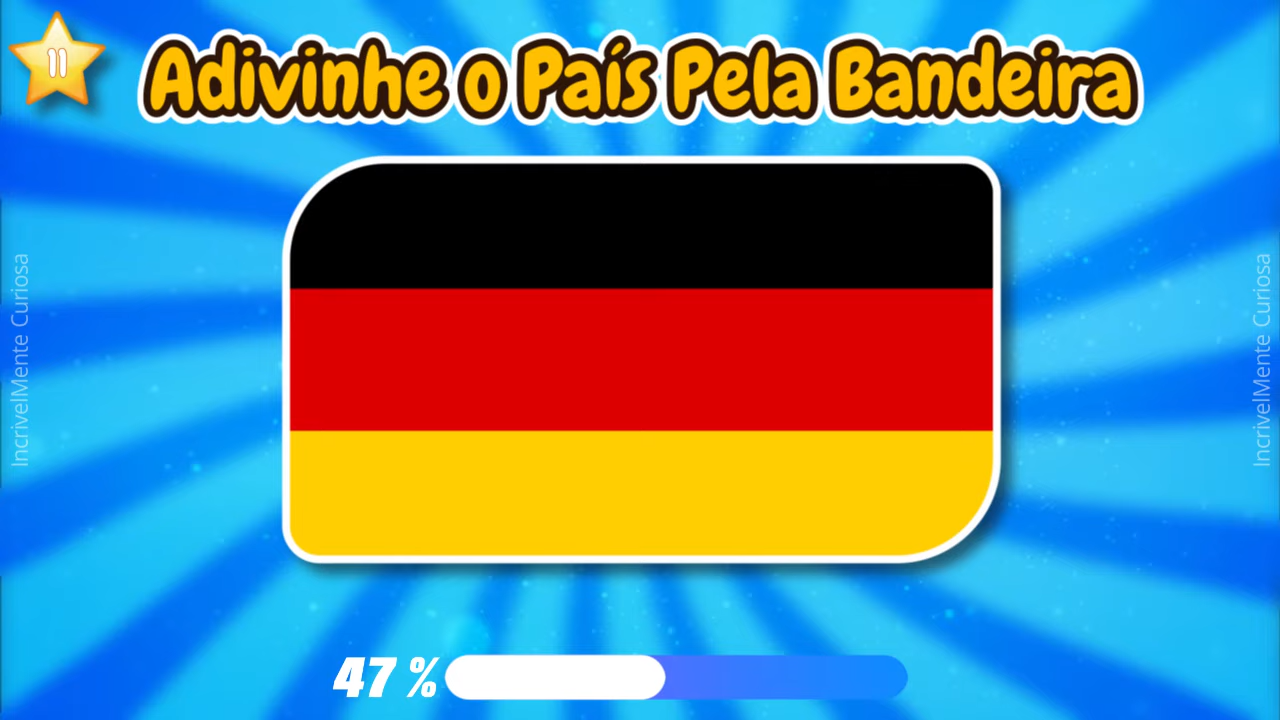 11
Adivinhe o País Pela Bandeira
IncrivelMente Curiosa
IncrivelMente Curiosa
47 %